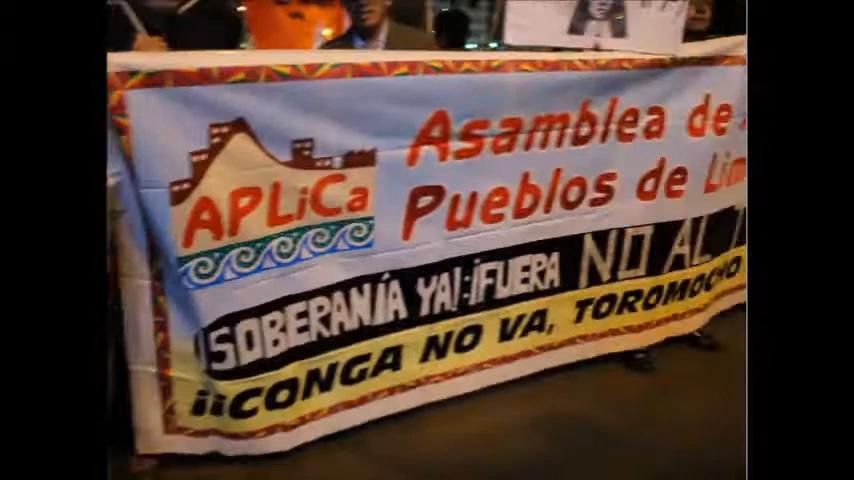 APLiCa
Asamblea de
Pueblos de Lim
SOBERANÍA YA! ¡FUERA NO AL
¡¡CONGA NO VA, TOROMOCHO